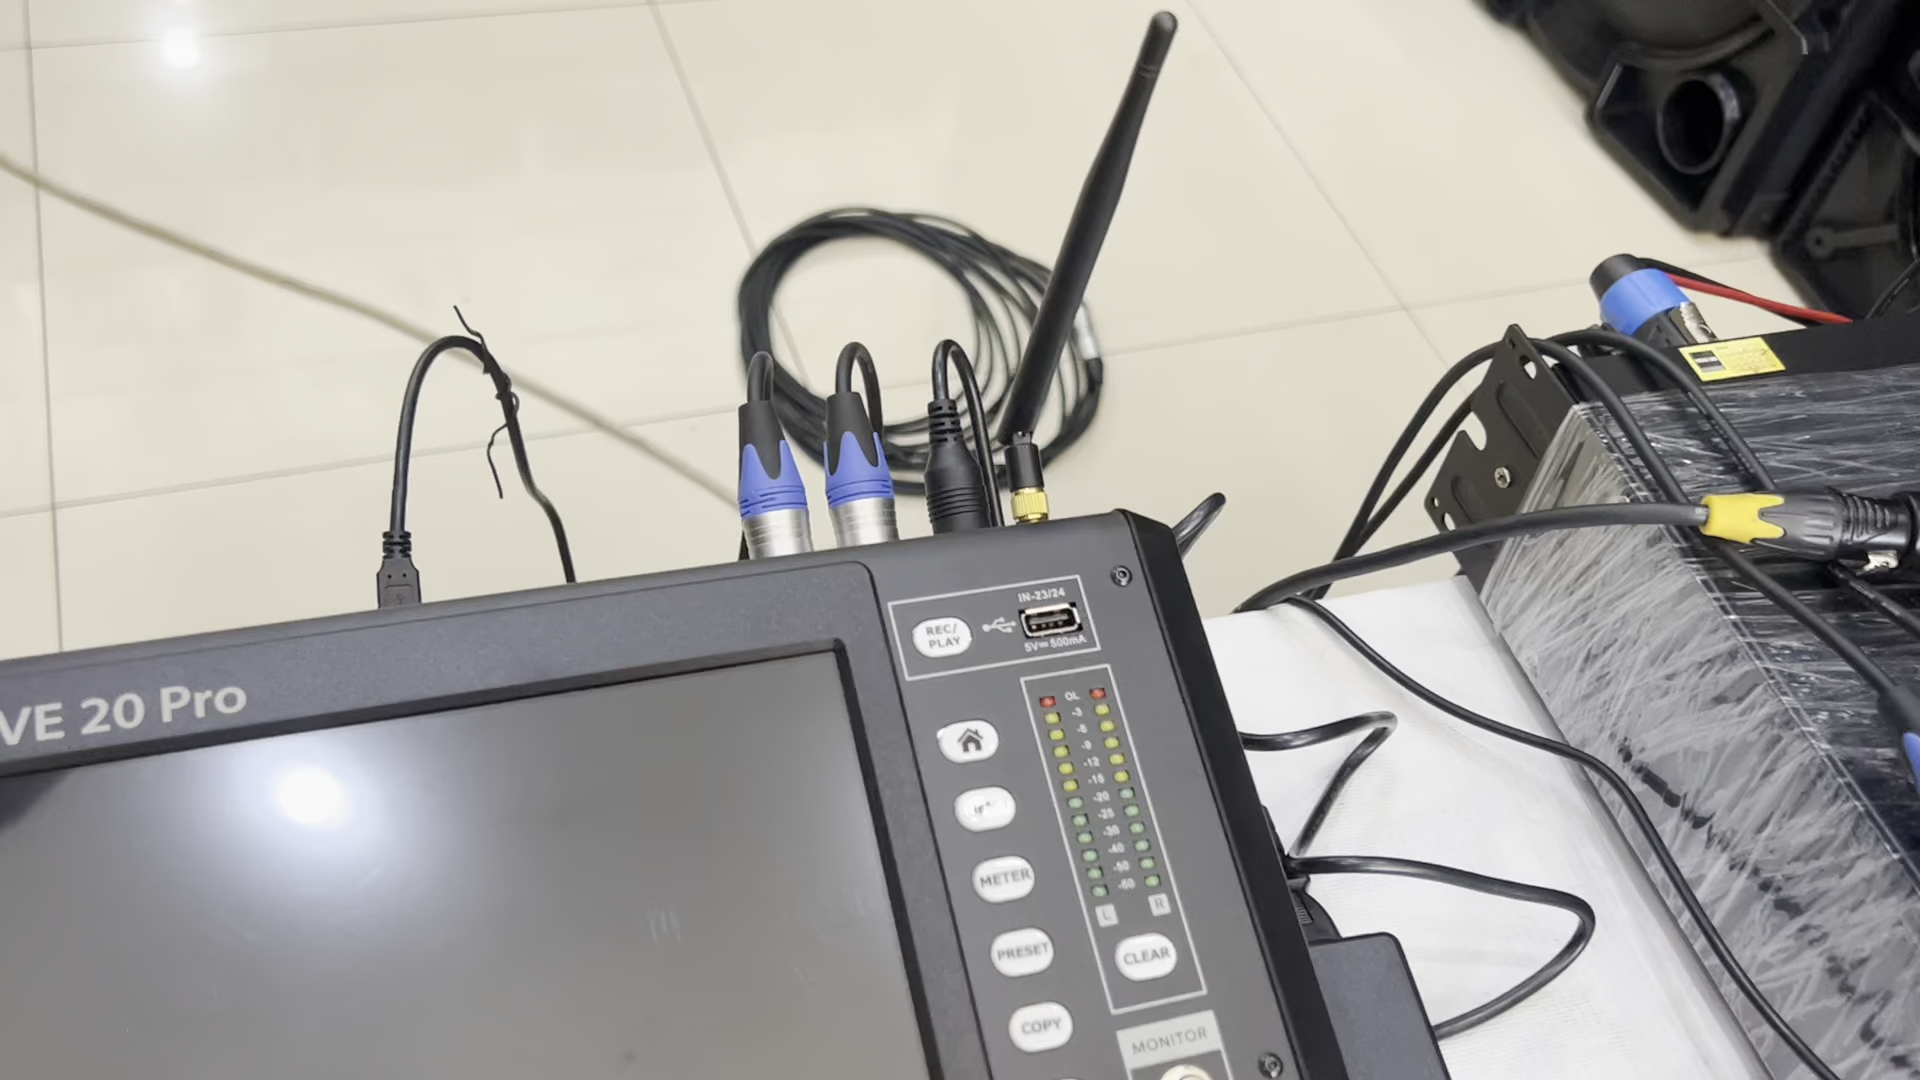 VE 20 Pro
IN-23/24
REC/
PLAY
5V⎓500mA
OL
-3
-6
-9
-12
-15
-20
-25
-30
-40
-50
-60
L
R
METER
PRESET
CLEAR
COPY
MONITOR